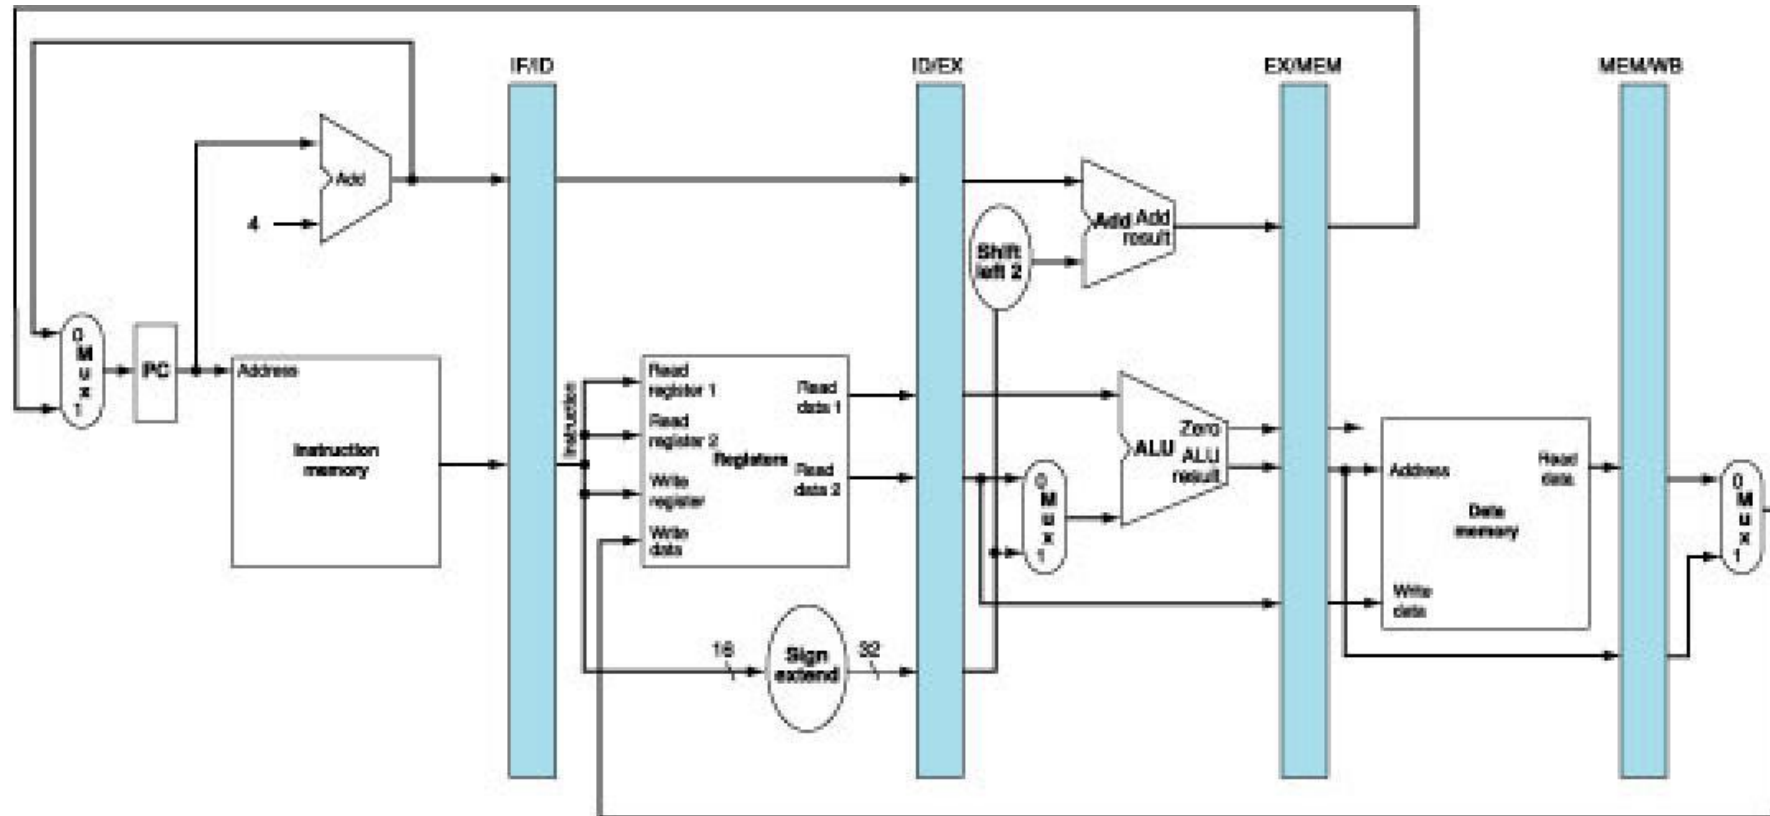 IF/ID
ID/EX
EX/MEM
MEM/WB
Add
4
Add Add
result
Shift
left 2
0
M
u
x
1
PC
Address
Instruction
memory
Instruction
Read
register 1
Read
register 2
Registers
Write
register
Write
data
Read
data 1
Read
data 2
16
Sign
extend
32
0
M
u
x
1
Zero
ALU
ALU
result
Address
Read
data
Data
memory
Write
data
0
M
u
x
1